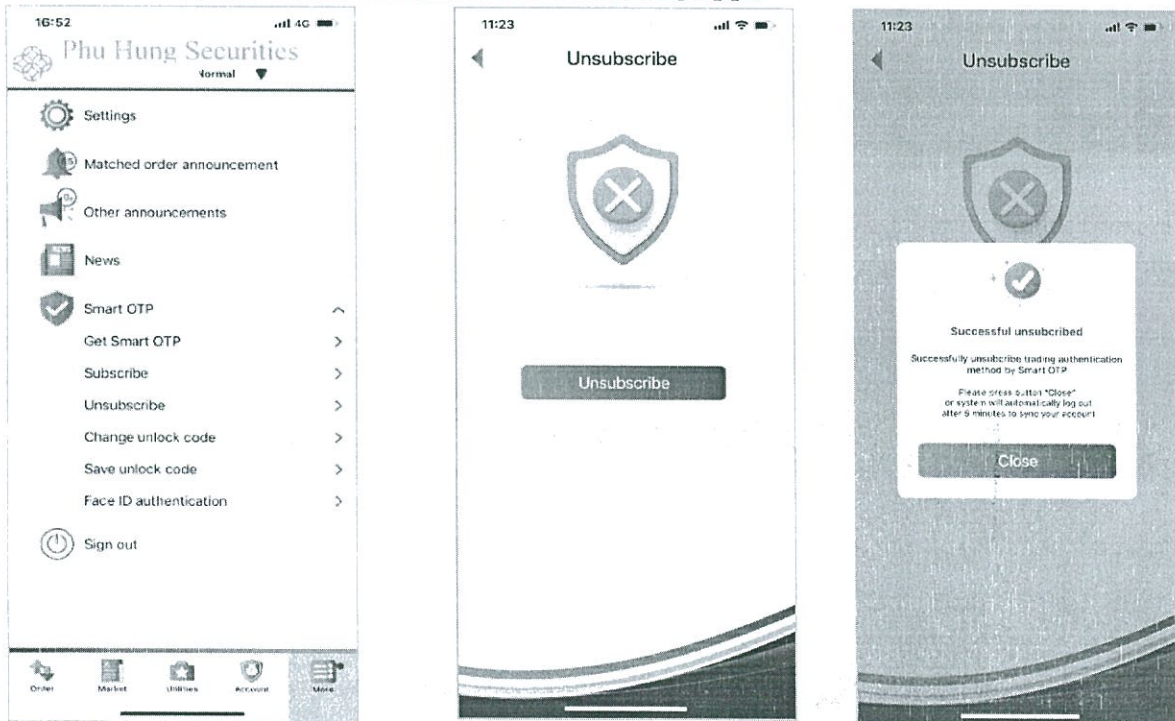 16:52
4G
Phu Hung Securities
Normal
Settings
Matched order announcement
Other announcements
NEWS
News
Smart OTP
Get Smart OTP
Subscribe
Unsubscribe
Change unlock code
Save unlock code
Face ID authentication
Sign out
Order
Market
Utilities
Account
More
11:23
Unsubscribe
Unsubscribe
11:23
Unsubscribe
Successful unsubcribed
Successfully unsubcribe trading authentication
method by Smart OTP
Please press button "Close"
or system will automatically log out
after 5 minutes to sync your account
Close